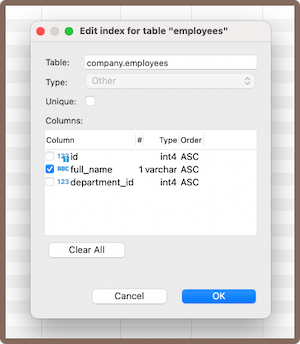 Edit index for table "employees"
Table: company.employees
Type: Other
Unique:
Columns:
Column # Type Order
123 id int4 ASC
ABC full_name 1 varchar ASC
123 department_id int4 ASC
Clear All
Cancel OK